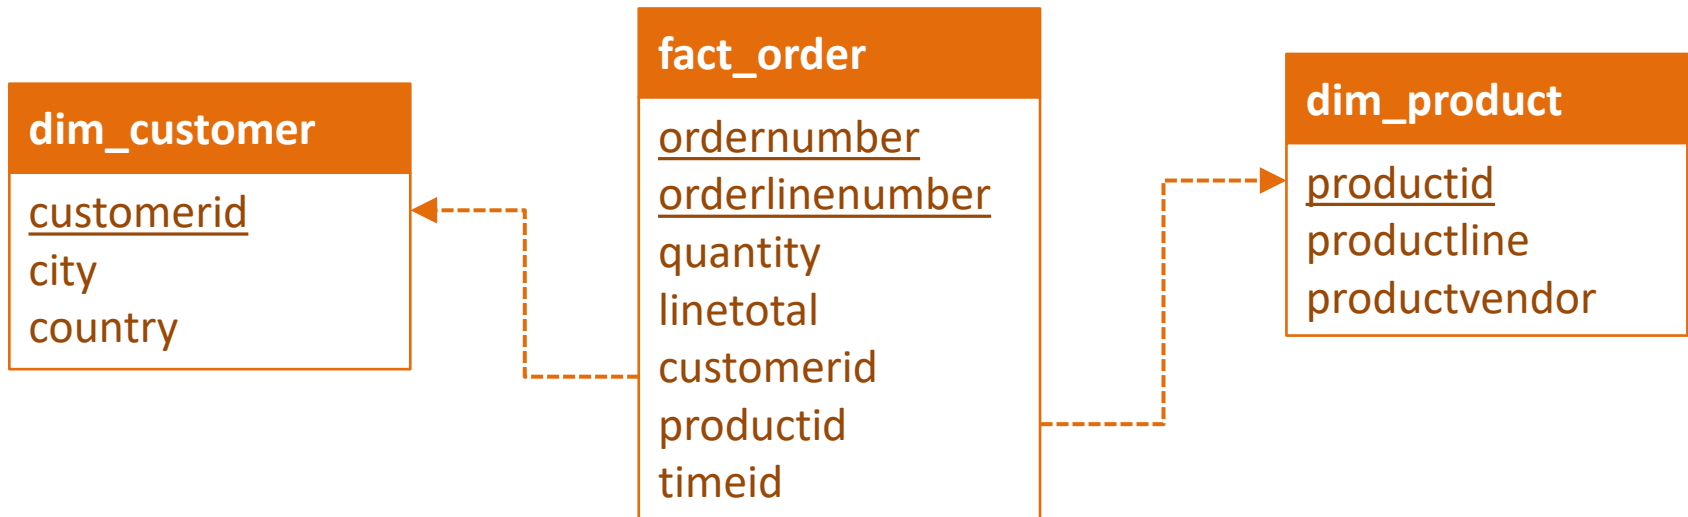 dim_customer
customerid
city
country
fact_order
ordernumber
orderlinenumber
quantity
linetotal
customerid
productid
timeid
dim_product
productid
productline
productvendor